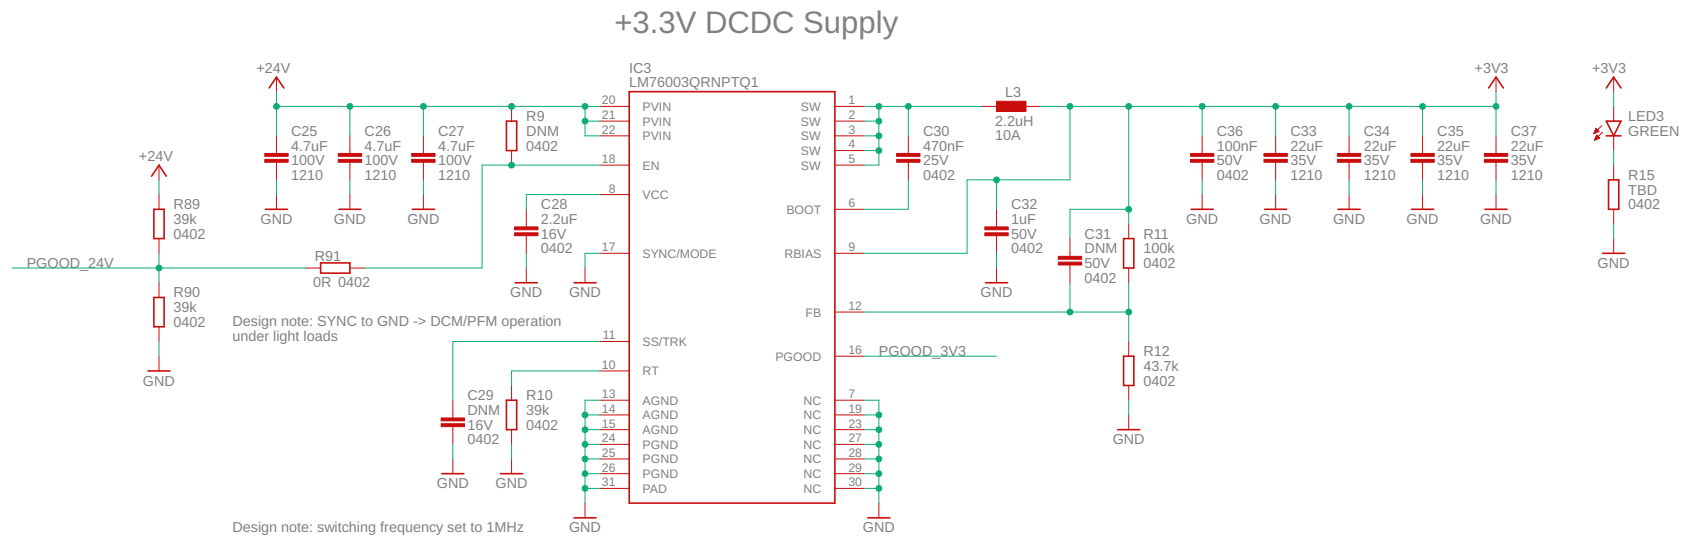 +3.3V DCDC Supply
IC3
LM76003QRNPTQ1
+24V
+24V
R89
39k
0402
PGOOD_24V
R90
39k
0402
GND
R91
0R 0402
C25
4.7uF
100V
1210
GND
C26
4.7uF
100V
1210
GND
C27
4.7uF
100V
1210
GND
R9
DNM
0402
C28
2.2uF
16V
0402
GND
GND
Design note: SYNC to GND -> DCM/PFM operation
under light loads
C29
DNM
16V
0402
GND
R10
39k
0402
GND
GND
Design note: switching frequency set to 1MHz
20 PVIN
21 PVIN
22 PVIN
18 EN
8 VCC
17 SYNC/MODE
11 SS/TRK
10 RT
13 AGND
14 AGND
15 AGND
24 PGND
25 PGND
26 PGND
31 PAD
SW 1
SW 2
SW 3
SW 4
SW 5
BOOT 6
RBIAS 9
FB 12
PGOOD 16
PGOOD_3V3
NC 7
NC 19
NC 23
NC 27
NC 28
NC 29
NC 30
GND
C30
470nF
25V
0402
L3
2.2uH
10A
C32
1uF
50V
0402
GND
C31
DNM
50V
0402
R11
100k
0402
R12
43.7k
0402
GND
C36
100nF
50V
0402
GND
C33
22uF
35V
1210
GND
C34
22uF
35V
1210
GND
C35
22uF
35V
1210
GND
+3V3
C37
22uF
35V
1210
GND
+3V3
LED3
GREEN
R15
TBD
0402
GND